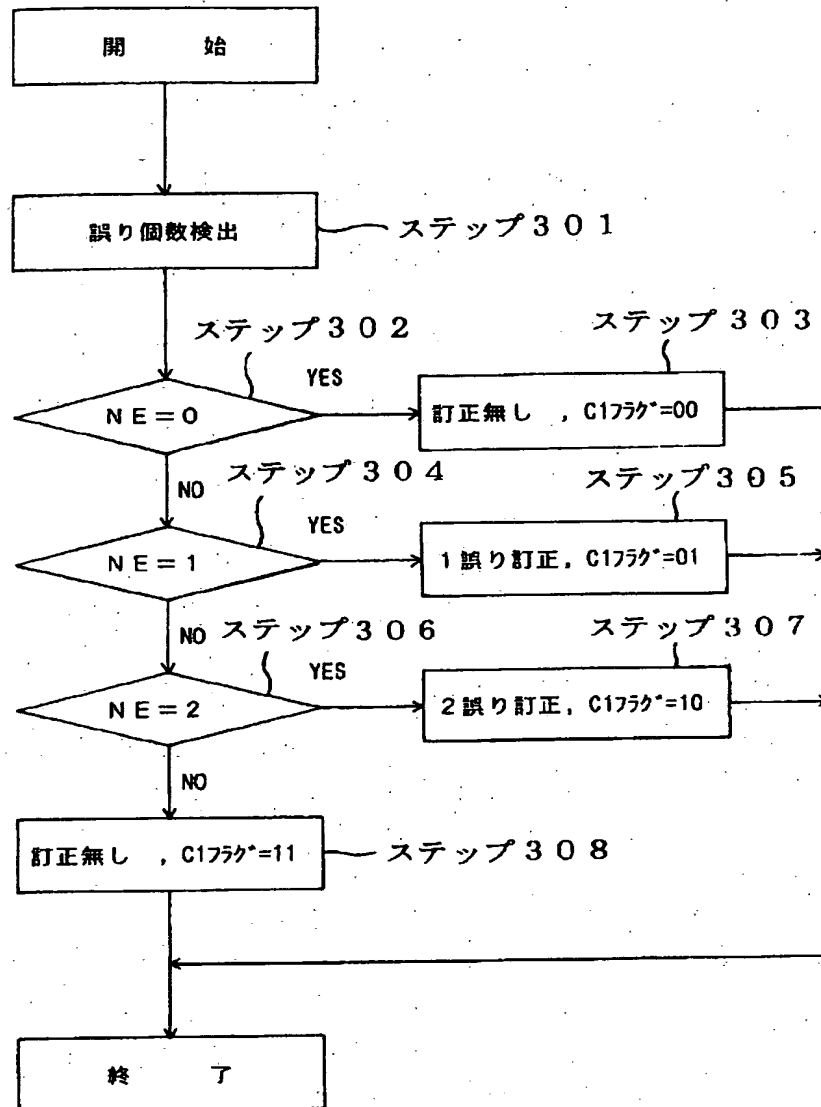 開　始
誤り個数検出
ステップ301
ステップ302
ステップ303
NE=0
YES
訂正無し , C1フラグ=00
NO
ステップ304
ステップ305
NE=1
YES
1誤り訂正, C1フラグ=01
NO
ステップ306
ステップ307
NE=2
YES
2誤り訂正, C1フラグ=10
NO
訂正無し , C1フラグ=11
ステップ308
終　了